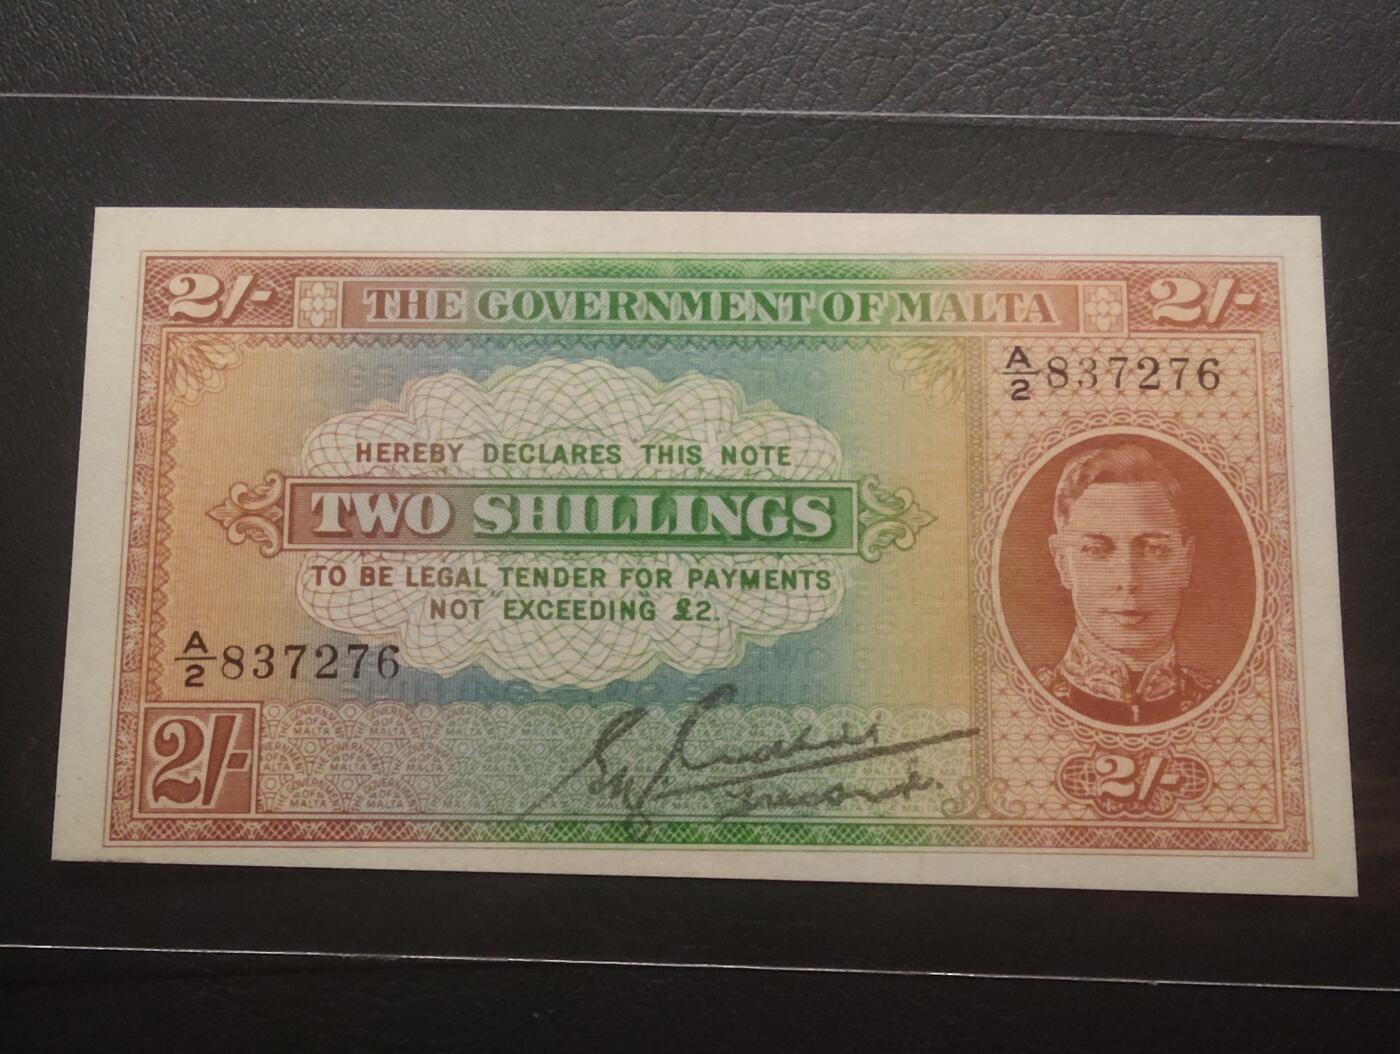 2/- THE GOVERNMENT OF MALTA 2/-
A/2 837276
HEREBY DECLARES THIS NOTE
TWO SHILLINGS
TO BE LEGAL TENDER FOR PAYMENTS
NOT EXCEEDING £2.
A/2 837276
2/-
2/-